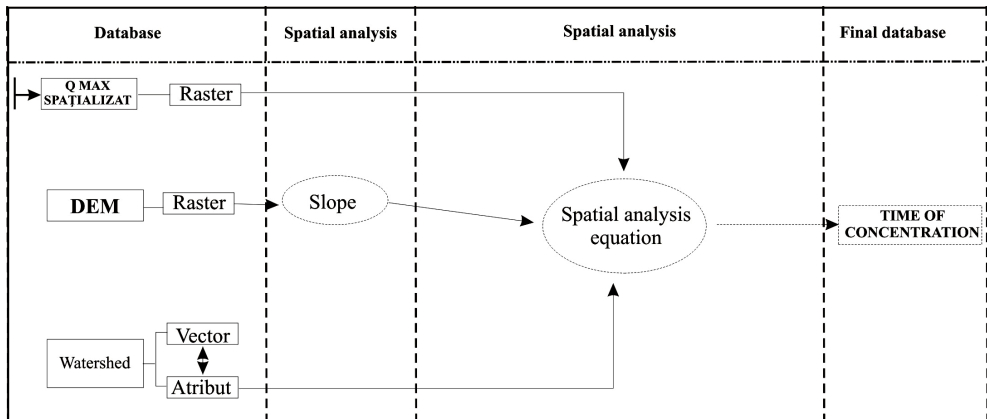 Database
Spatial analysis
Spatial analysis
Final database
Q MAX
SPAŢIALIZAT
Raster
DEM
Raster
Slope
Spatial analysis
equation
TIME OF
CONCENTRATION
Watershed
Vector
Atribut